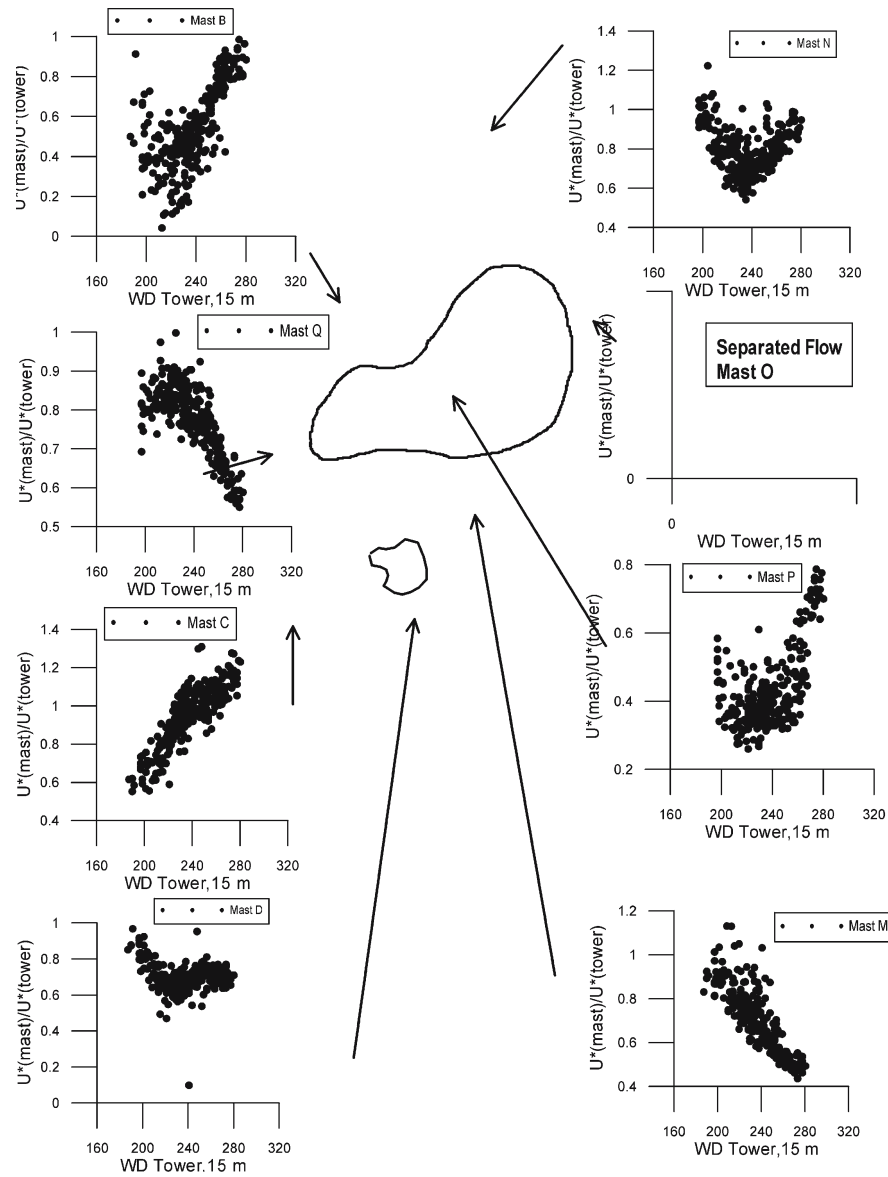 Mast B
1
0.8
0.6
0.4
0.2
0
U*(mast)/U*(tower)
160 200 240 280 320
WD Tower,15 m
Mast N
1.4
1.2
1
0.8
0.6
0.4
U*(mast)/U*(tower)
160 200 240 280 320
WD Tower,15 m
Mast Q
1
0.9
0.8
0.7
0.6
0.5
U*(mast)/U*(tower)
160 200 240 280 320
WD Tower,15 m
Separated Flow
Mast O
U*(mast)/U*(tower)
0
0
WD Tower,15 m
Mast C
1.4
1.2
1.0
0.8
0.6
0.4
U*(mast)/U*(tower)
160 200 240 280 320
WD Tower,15 m
Mast P
0.8
0.6
0.4
0.2
U*(mast)/U*(tower)
160 200 240 280 320
WD Tower,15 m
Mast D
1
0.8
0.6
0.4
0.2
0
U*(mast)/U*(tower)
160 200 240 280 320
WD Tower.15 m
Mast M
1.2
1
0.8
0.6
0.4
U*(mast)/U*(tower)
160 200 240 280 320
WD Tower,15 m